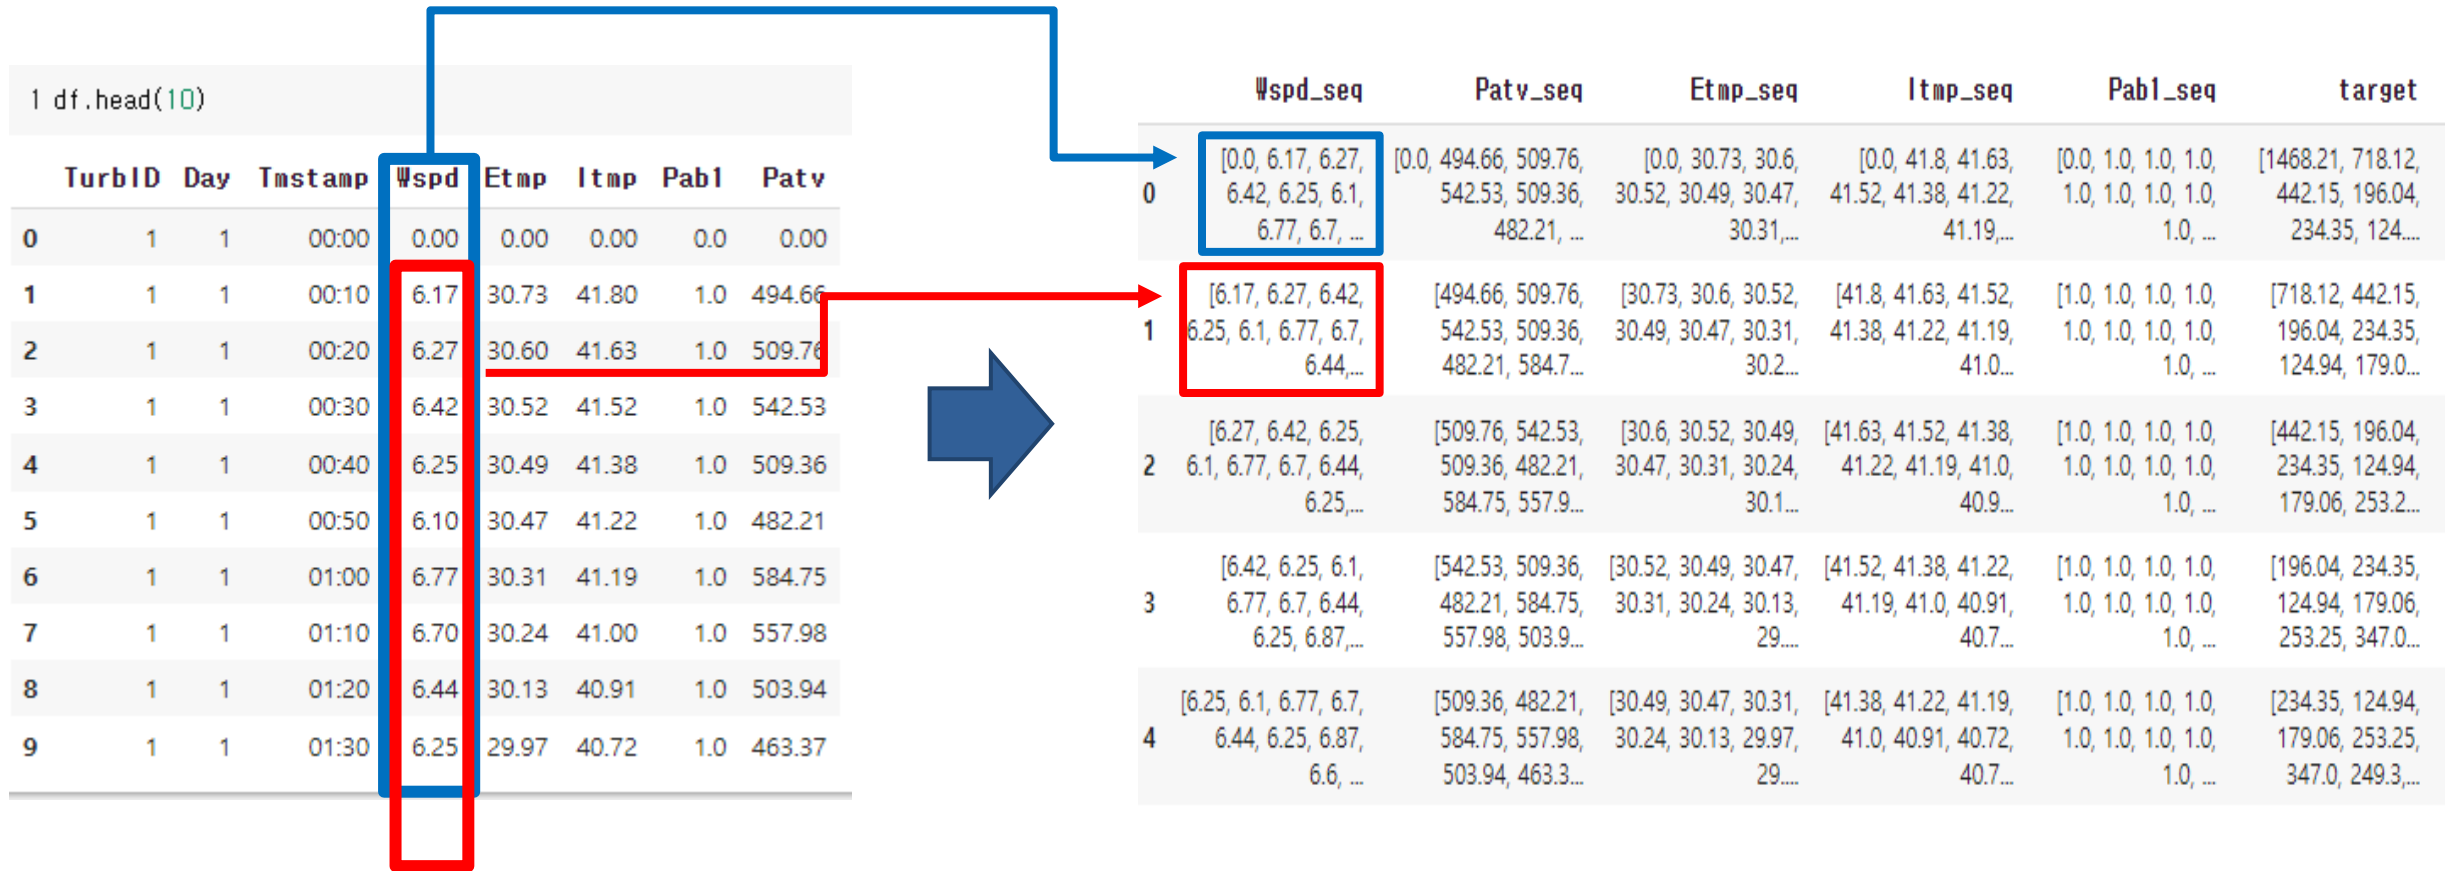 1 df.head(10)
TurbID Day Tmstamp Wspd Etmp Itmp Pab1 Patv
0 1 1 00:00 0.00 0.00 0.00 0.0 0.00
1 1 1 00:10 6.17 30.73 41.80 1.0 494.66
2 1 1 00:20 6.27 30.60 41.63 1.0 509.76
3 1 1 00:30 6.42 30.52 41.52 1.0 542.53
4 1 1 00:40 6.25 30.49 41.38 1.0 509.36
5 1 1 00:50 6.10 30.47 41.22 1.0 482.21
6 1 1 01:00 6.77 30.31 41.19 1.0 584.75
7 1 1 01:10 6.70 30.24 41.00 1.0 557.98
8 1 1 01:20 6.44 30.13 40.91 1.0 503.94
9 1 1 01:30 6.25 29.97 40.72 1.0 463.37
Wspd_seq Patv_seq Etmp_seq Itmp_seq Pab1_seq target
[0.0, 6.17, 6.27, [0.0, 494.66, 509.76, [0.0, 30.73, 30.6, [0.0, 41.8, 41.63, [0.0, 1.0, 1.0, 1.0, [1468.21, 718.12,
0 6.42, 6.25, 6.1, 542.53, 509.36, 30.52, 30.49, 30.47, 41.52, 41.38, 41.22, 1.0, 1.0, 1.0, 1.0, 442.15, 196.04,
6.77, 6.7, ... 482.21, ... 30.31,... 41.19,... 1.0, ... 234.35, 124....
[6.17, 6.27, 6.42, [494.66, 509.76, [30.73, 30.6, 30.52, [41.8, 41.63, 41.52, [1.0, 1.0, 1.0, 1.0, [718.12, 442.15,
1 6.25, 6.1, 6.77, 6.7, 542.53, 509.36, 30.49, 30.47, 30.31, 41.38, 41.22, 41.19, 1.0, 1.0, 1.0, 1.0, 196.04, 234.35,
6.44,... 482.21, 584.7... 30.2... 41.0... 1.0, ... 124.94, 179.0...
[6.27, 6.42, 6.25, [509.76, 542.53, [30.6, 30.52, 30.49, [41.63, 41.52, 41.38, [1.0, 1.0, 1.0, 1.0, [442.15, 196.04,
2 6.1, 6.77, 6.7, 6.44, 509.36, 482.21, 30.47, 30.31, 30.24, 41.22, 41.19, 41.0, 1.0, 1.0, 1.0, 1.0, 234.35, 124.94,
6.25,... 584.75, 557.9... 30.1... 40.9... 1.0, ... 179.06, 253.2...
[6.42, 6.25, 6.1, [542.53, 509.36, [30.52, 30.49, 30.47, [41.52, 41.38, 41.22, [1.0, 1.0, 1.0, 1.0, [196.04, 234.35,
3 6.77, 6.7, 6.44, 482.21, 584.75, 30.31, 30.24, 30.13, 41.19, 41.0, 40.91, 1.0, 1.0, 1.0, 1.0, 124.94, 179.06,
6.25, 6.87,... 557.98, 503.9... 29.... 40.7... 1.0, ... 253.25, 347.0...
[6.25, 6.1, 6.77, 6.7, [509.36, 482.21, [30.49, 30.47, 30.31, [41.38, 41.22, 41.19, [1.0, 1.0, 1.0, 1.0, [234.35, 124.94,
4 6.44, 6.25, 6.87, 584.75, 557.98, 30.24, 30.13, 29.97, 41.0, 40.91, 40.72, 1.0, 1.0, 1.0, 1.0, 179.06, 253.25,
6.6, ... 503.94, 463.3... 29.... 40.7... 1.0, ... 347.0, 249.3,...